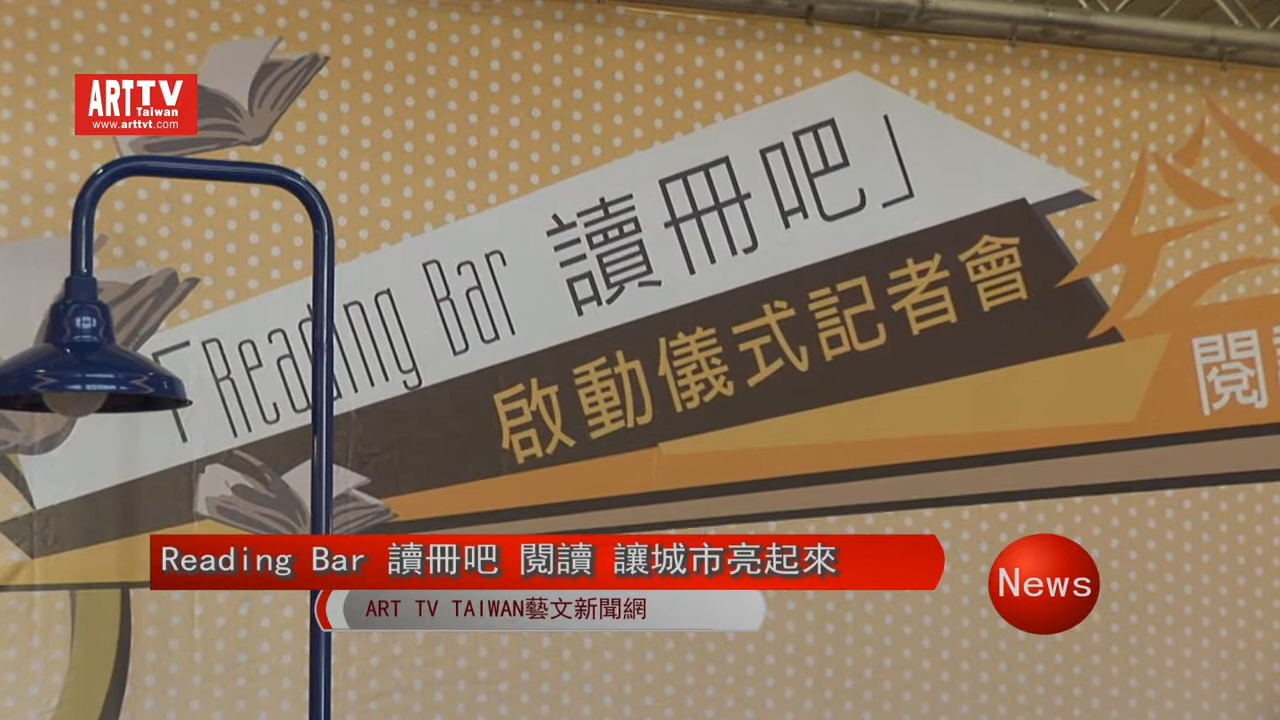 ART TV
Taiwan
www.arttvt.com
「Reading Bar 讀冊吧」
啟動儀式記者會
閱
Reading Bar 讀冊吧 閱讀 讓城市亮起來
News
ART TV TAIWAN藝文新聞網